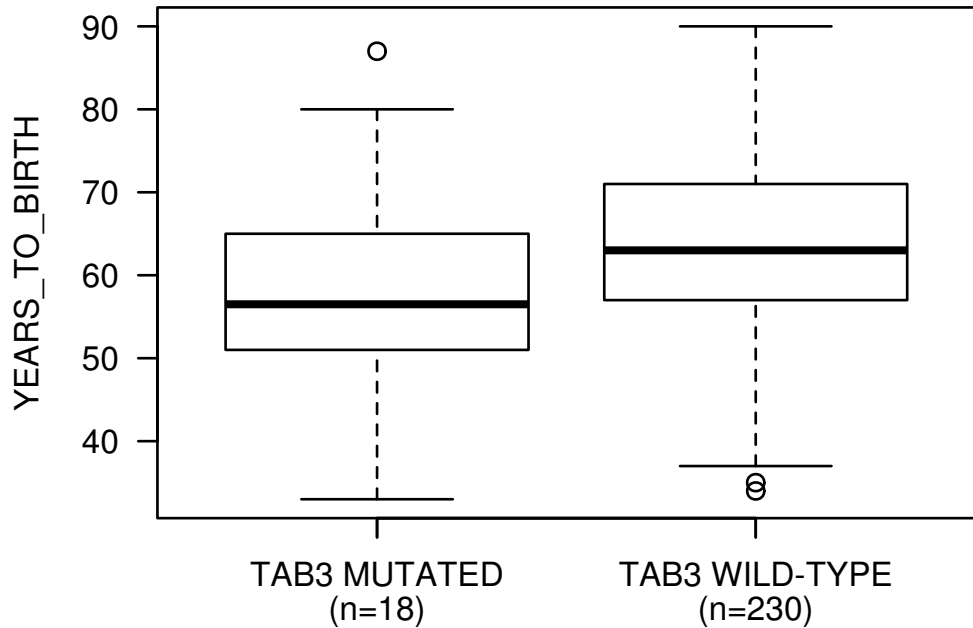 YEARS_TO_BIRTH
90
80
70
60
50
40
TAB3 MUTATED
(n=18)
TAB3 WILD-TYPE
(n=230)